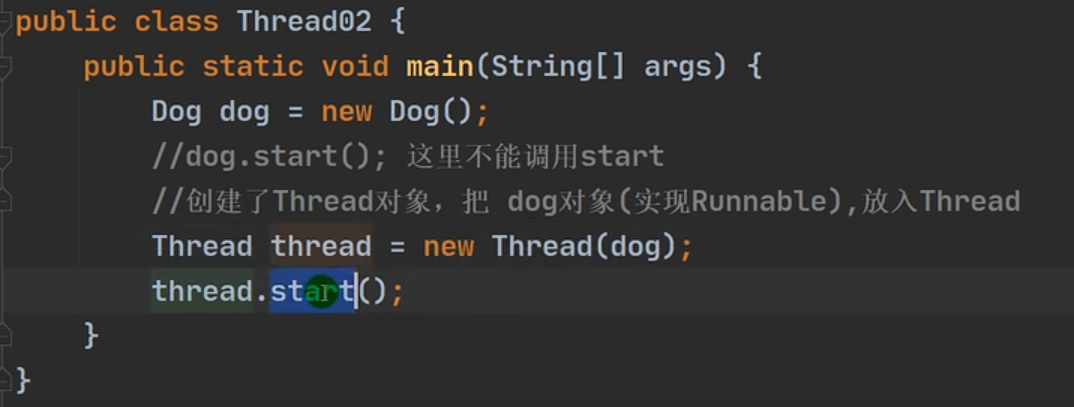 public class Thread02 {
public static void main(String[] args) {
Dog dog = new Dog();
//dog.start(); 这里不能调用start
//创建了Thread对象，把 dog对象(实现Runnable),放入Thread
Thread thread = new Thread(dog);
thread.start();
}
}